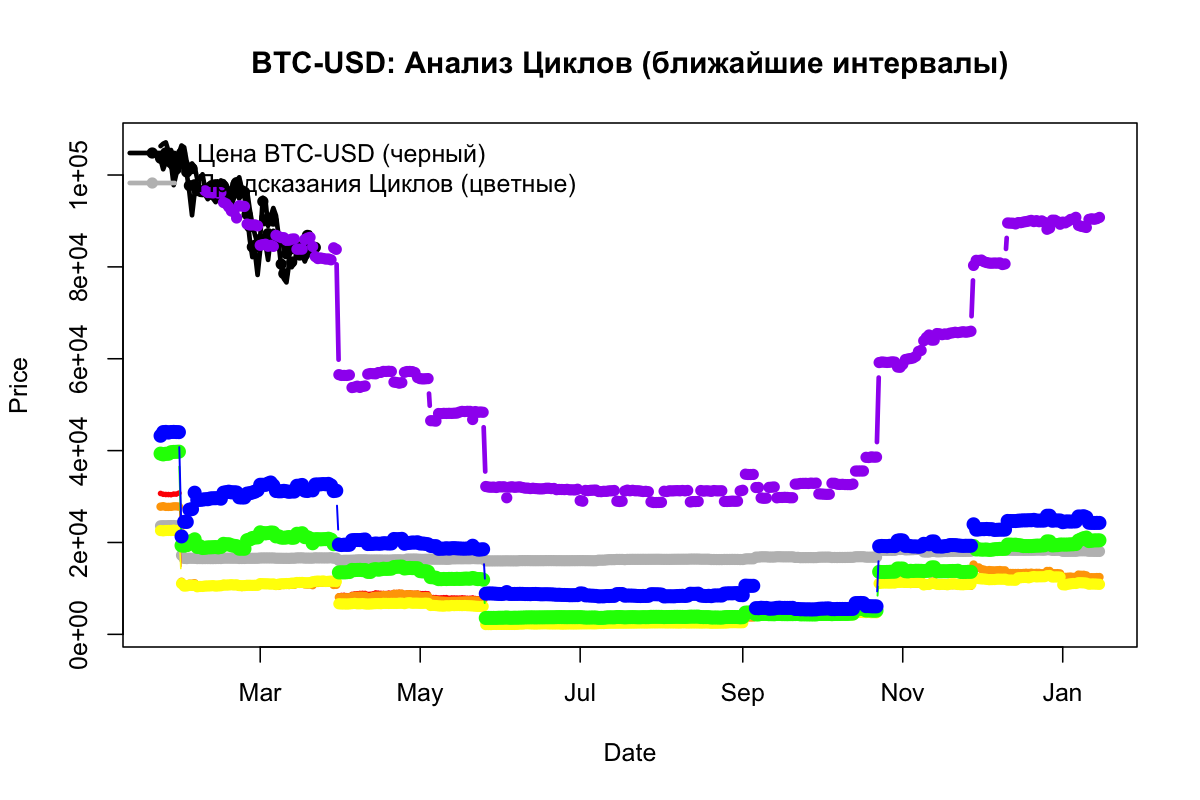 BTC-USD: Анализ Циклов (ближайшие интервалы)
Цена BTC-USD (черный)
Предсказания Циклов (цветные)
Price
1e+05
8e+04
6e+04
4e+04
2e+04
0e+00
Mar May Jul Sep Nov Jan
Date